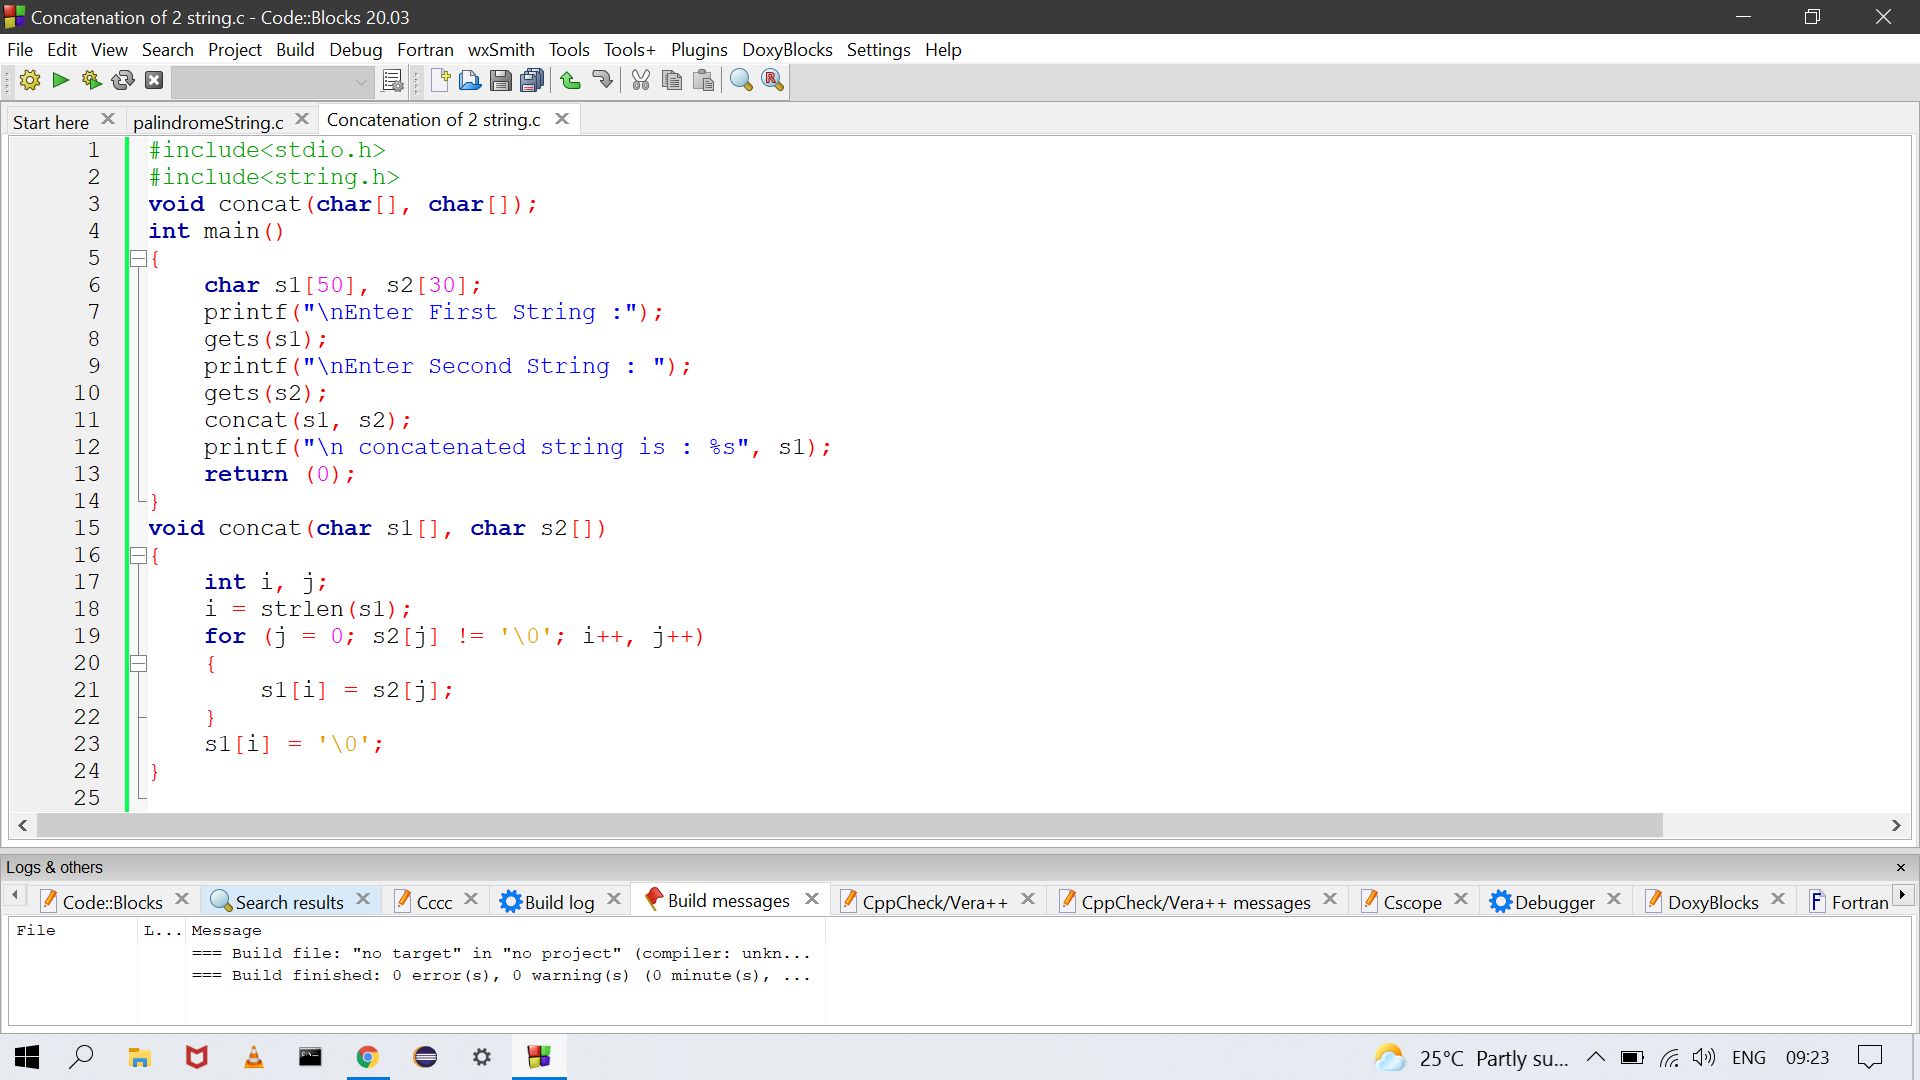 Concatenation of 2 string.c - Code::Blocks 20.03
File Edit View Search Project Build Debug Fortran wxSmith Tools Tools+ Plugins DoxyBlocks Settings Help
Start here palindromeString.c Concatenation of 2 string.c
1 #include<stdio.h>
2 #include<string.h>
3 void concat(char[], char[]);
4 int main()
5 {
6 char s1[50], s2[30];
7 printf("\nEnter First String :");
8 gets(s1);
9 printf("\nEnter Second String : ");
10 gets(s2);
11 concat(s1, s2);
12 printf("\n concatenated string is : %s", s1);
13 return (0);
14 }
15 void concat(char s1[], char s2[])
16 {
17 int i, j;
18 i = strlen(s1);
19 for (j = 0; s2[j] != '\0'; i++, j++)
20 {
21 s1[i] = s2[j];
22 }
23 s1[i] = '\0';
24 }
25
Logs & others
Code::Blocks Search results Cccc Build log Build messages CppCheck/Vera++ CppCheck/Vera++ messages Cscope Debugger DoxyBlocks Fortran
File L... Message
=== Build file: "no target" in "no project" (compiler: unkn...
=== Build finished: 0 error(s), 0 warning(s) (0 minute(s), ...
25°C Partly su... ENG 09:23